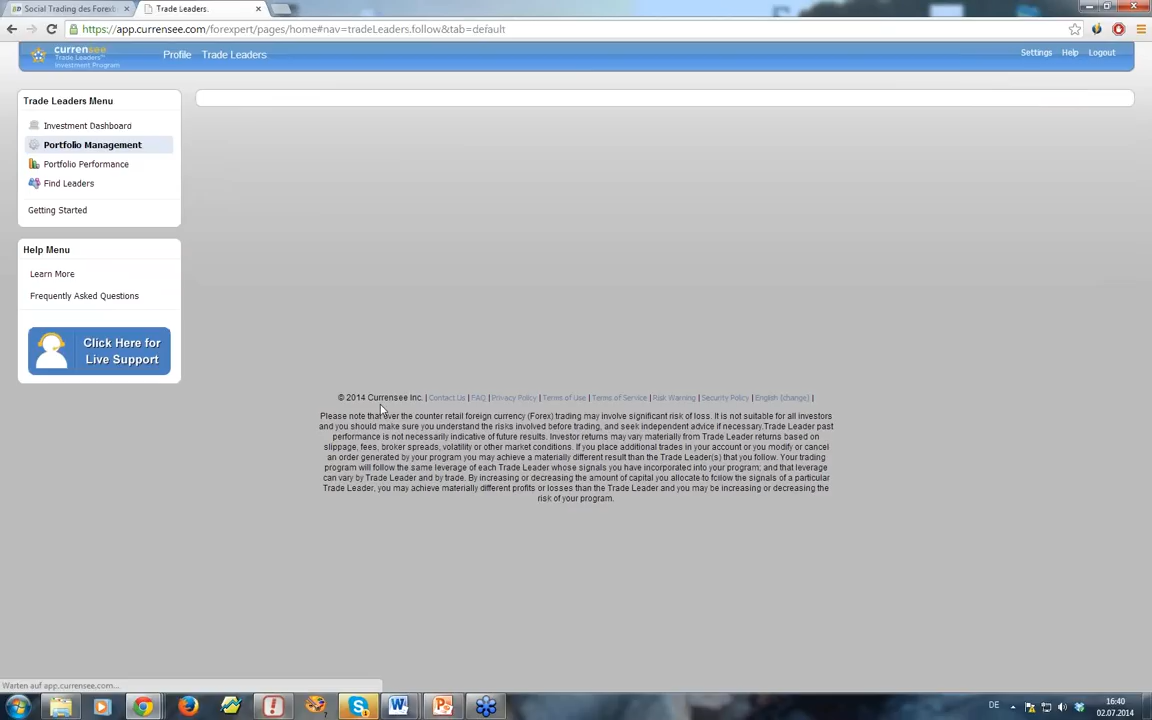 Social Trading des Forexb
Trade Leaders.
https://app.currensee.com/forexpert/pages/home#nav=tradeLeaders.follow&tab=default
currensee
Trade Leaders™
Investment Program
Profile
Trade Leaders
Settings
Help
Logout
Trade Leaders Menu
Investment Dashboard
Portfolio Management
Portfolio Performance
Find Leaders
Getting Started
Help Menu
Learn More
Frequently Asked Questions
Click Here for
Live Support
© 2014 Currensee Inc. | Contact Us | FAQ | Privacy Policy | Terms of Use | Terms of Service | Risk Warning | Security Policy | English (change) |
Please note that over the counter retail foreign currency (Forex) trading may involve significant risk of loss. It is not suitable for all investors
and you should make sure you understand the risks involved before trading, and seek independent advice if necessary.Trade Leader past
performance is not necessarily indicative of future results. Investor returns may vary materially from Trade Leader returns based on
slippage, fees, broker spreads, volatility or other market conditions. If you place additional trades in your account or you modify or cancel
an order generated by your program you may achieve a materially different result than the Trade Leader(s) that you follow. Your trading
program will follow the same leverage of each Trade Leader whose signals you have incorporated into your program; and that leverage
can vary by Trade Leader and by trade. By increasing or decreasing the amount of capital you allocate to follow the signals of a particular
Trade Leader, you may achieve materially different profits or losses than the Trade Leader and you may be increasing or decreasing the
risk of your program.
Warten auf app.currensee.com...
DE
16:40
02.07.2014